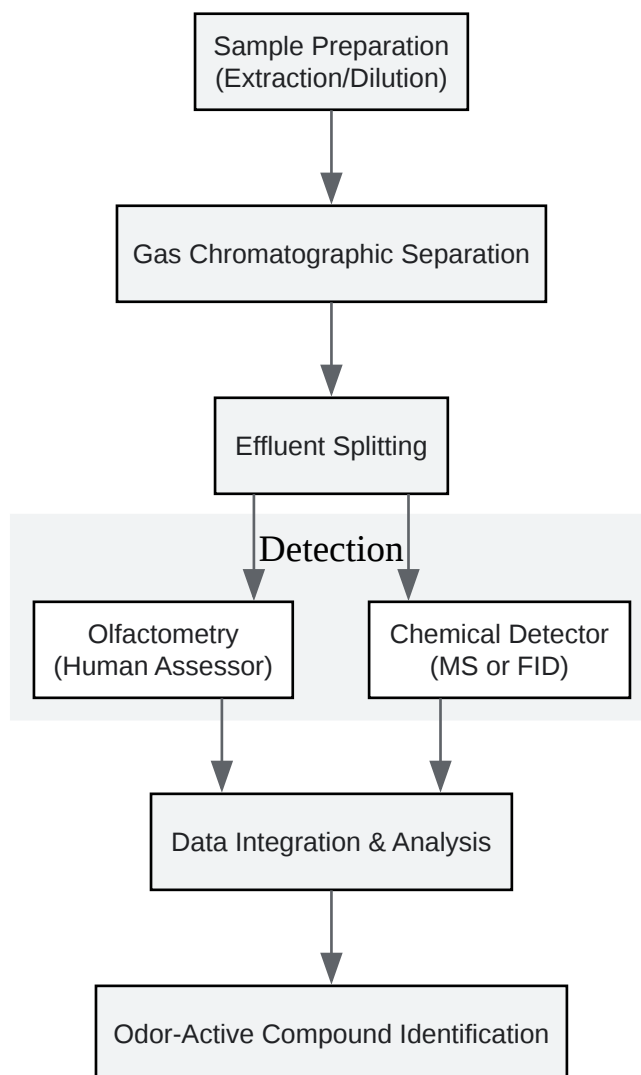 Sample Preparation
(Extraction/Dilution)
Gas Chromatographic Separation
Effluent Splitting
Detection
Olfactometry
(Human Assessor)
Chemical Detector
(MS or FID)
Data Integration & Analysis
Odor-Active Compound Identification